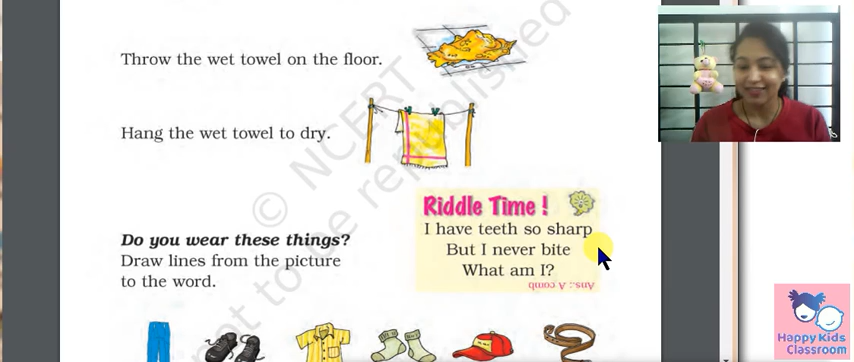 Throw the wet towel on the floor.
Hang the wet towel to dry.
© NCERT
not to be republished
Riddle Time !
I have teeth so sharp
But I never bite
What am I?
Ans.: A comb
Do you wear these things?
Draw lines from the picture
to the word.
Happy Kids
Classroom